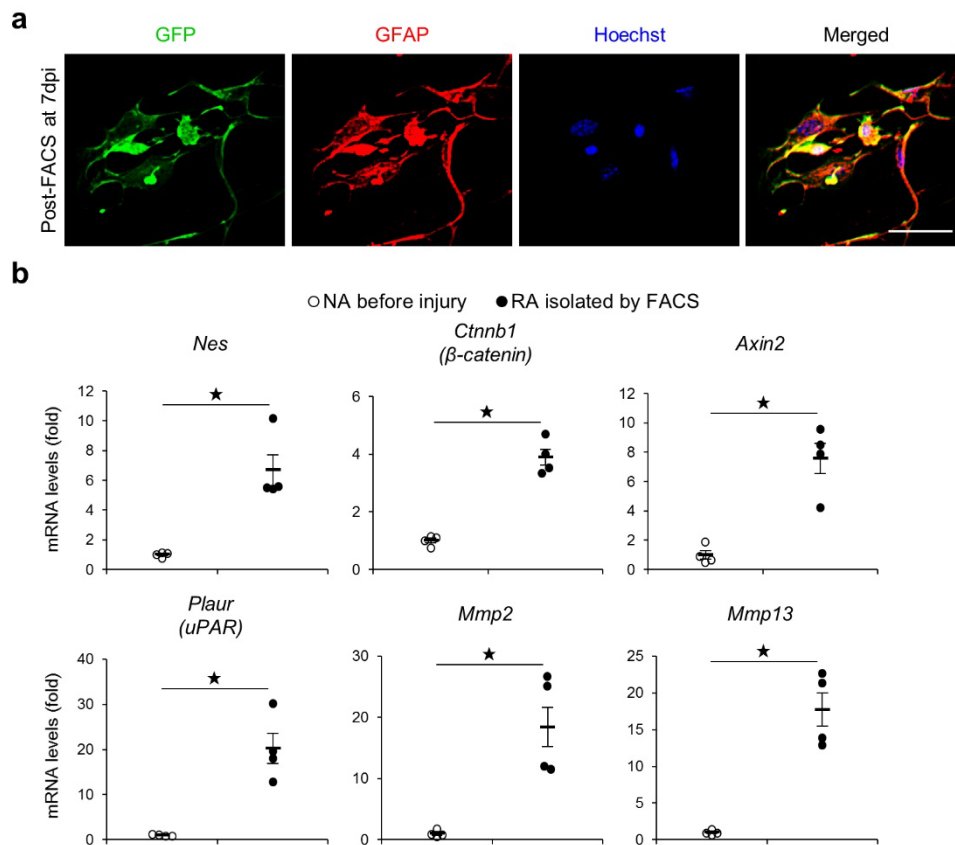 a
GFP GFAP Hoechst Merged
Post-FACS at 7dpi
b
NA before injury RA isolated by FACS
Nes
Ctnnb1
(β-catenin)
Axin2
mRNA levels (fold)
12
10
8
6
4
2
0
6
4
2
0
12
10
8
6
4
2
0
Plaur
(uPAR)
Mmp2
Mmp13
mRNA levels (fold)
40
30
20
10
0
30
20
10
0
25
20
15
10
5
0